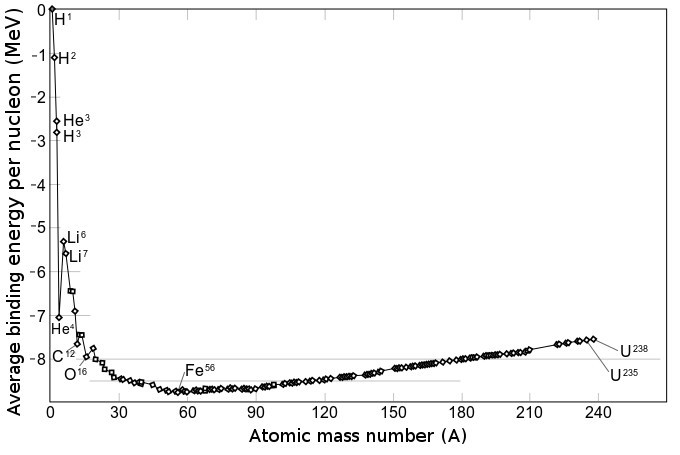 Average binding energy per nucleon (MeV)
0
-1
-2
-3
-4
-5
-6
-7
-8
H¹
H²
He³
H³
Li⁶
Li⁷
He⁴
C¹²
O¹⁶
Fe⁵⁶
U²³⁸
U²³⁵
0 30 60 90 120 150 180 210 240
Atomic mass number (A)